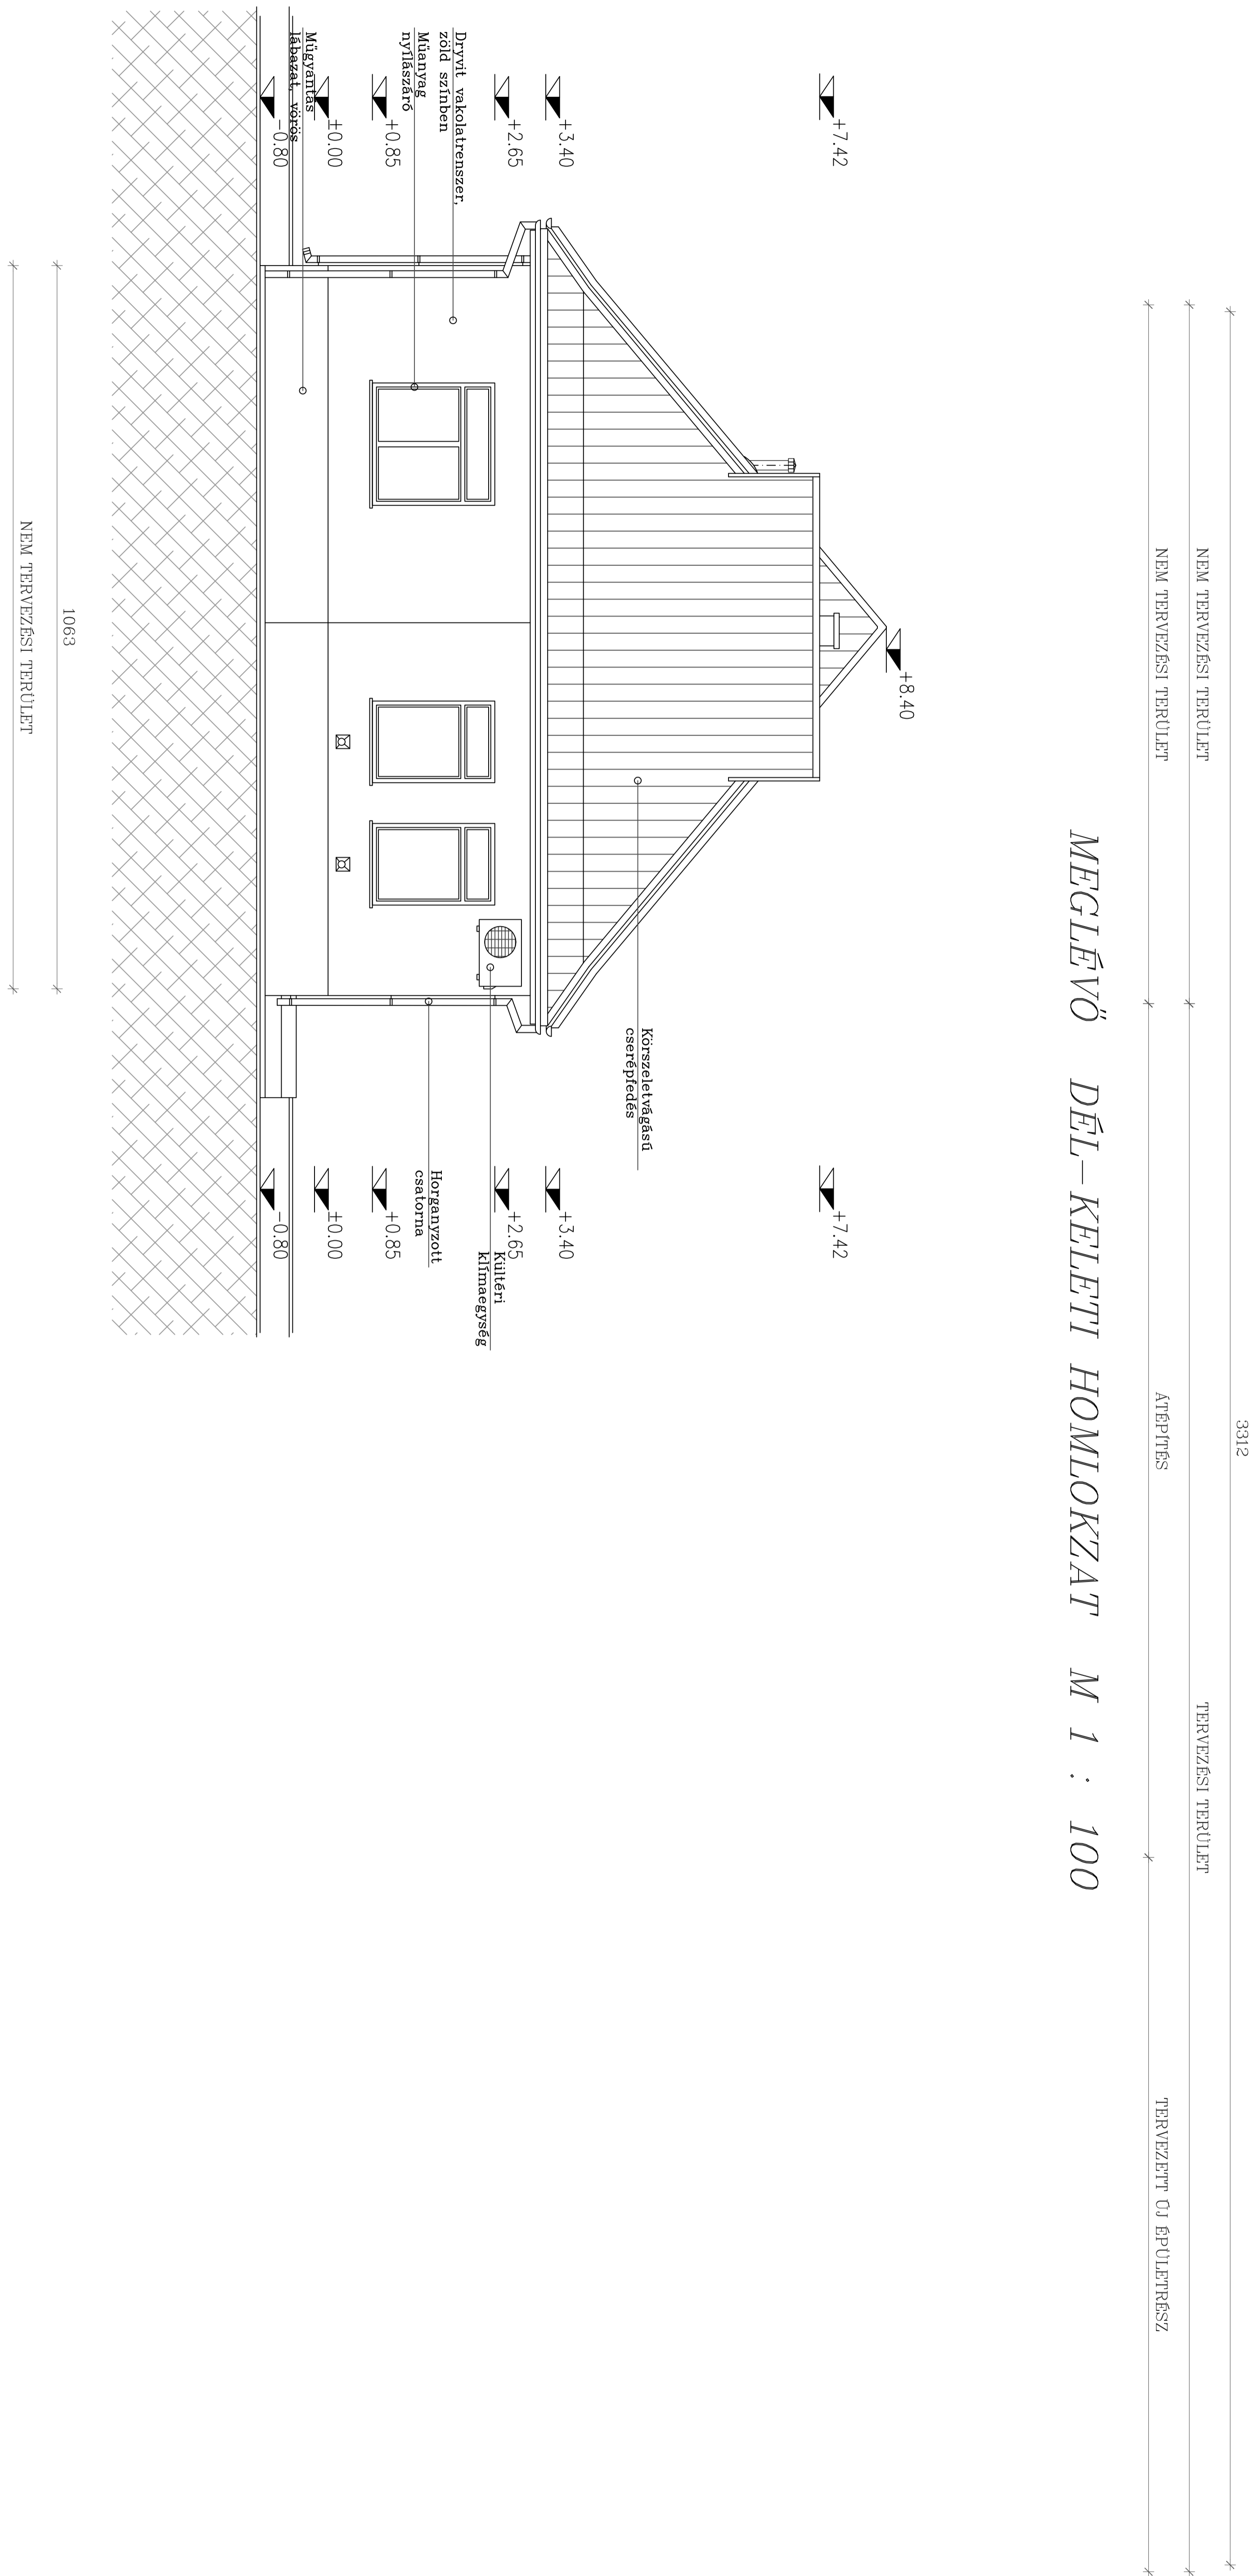 3312
NEM TERVEZÉSI TERÜLET
TERVEZÉSI TERÜLET
NEM TERVEZÉSI TERÜLET
ÁTÉPÍTÉS
TERVEZETT ÚJ ÉPÜLETRÉSZ
MEGLÉVŐ DÉL-KELETI HOMLOKZAT M 1 : 100
+8.40
+7.42
+7.42
Körszeletvágású
cserépfedés
+3.40
+3.40
+2.65
+2.65
Kültéri
klímaegység
Dryvit vakolatrenszer,
zöld színben
Horganyzott
csatorna
Műanyag
nyílászáró
+0.85
+0.85
±0.00
±0.00
Műgyantás
lábazat, vörös
-0.80
-0.80
1063
NEM TERVEZÉSI TERÜLET